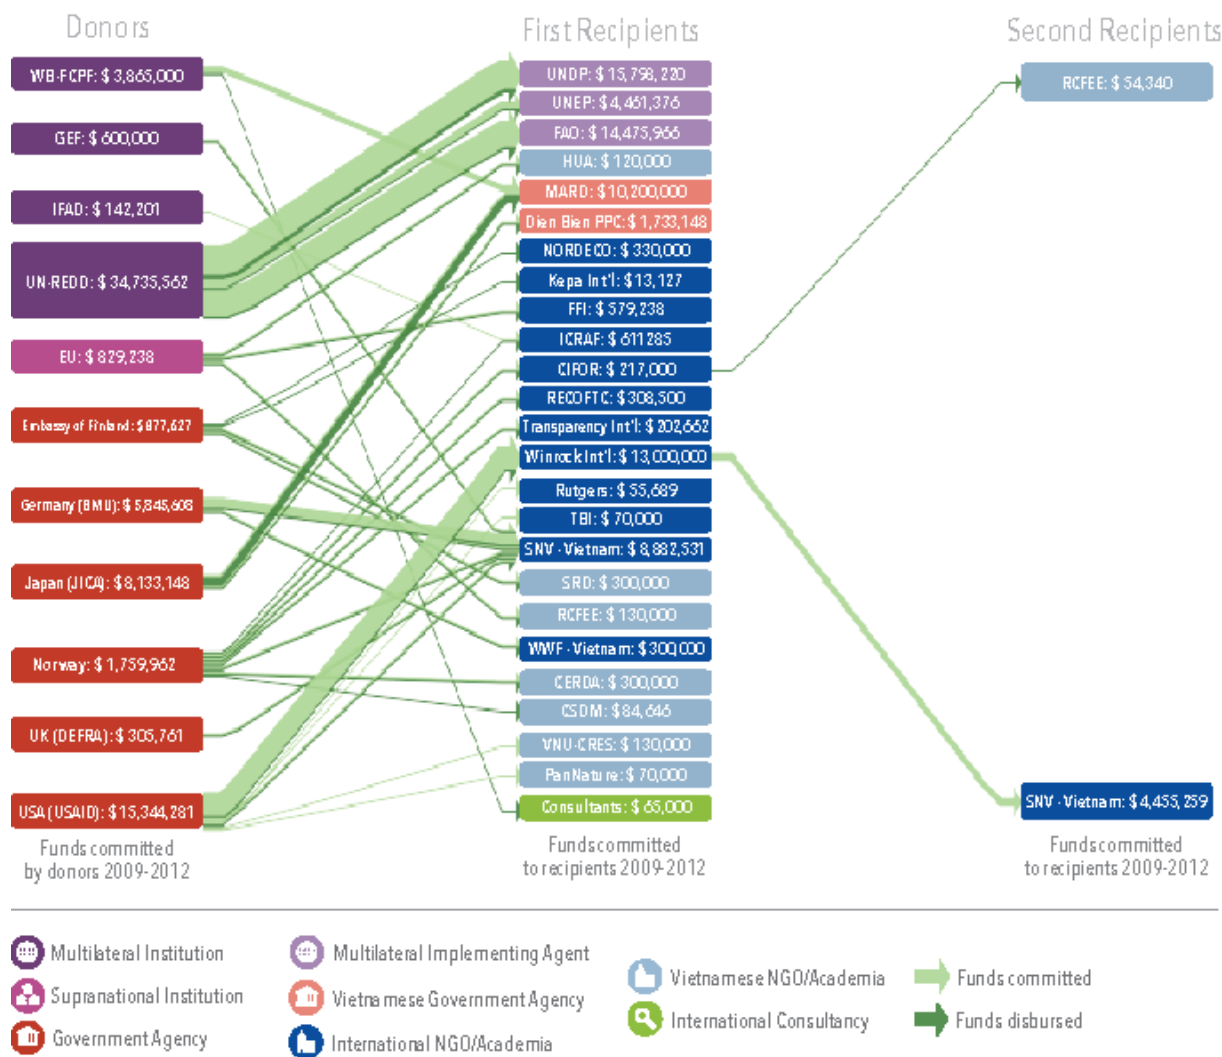 Donors
First Recipients
Second Recipients
WB-FCPF: $ 3,865,000
GEF: $ 600,000
IFAD: $ 142,201
UN-REDD: $ 34,735,562
EU: $ 829,238
Embassy of Finland: $ 877,627
Germany (BMU): $ 5,845,608
Japan (JICA): $ 8,133,148
Norway: $ 1,759,962
UK (DEFRA): $ 305,761
USA (USAID): $ 15,344,281
Funds committed
by donors 2009-2012
UNDP: $ 15,798,220
UNEP: $ 4,461,376
FAO: $ 14,475,966
HUA: $ 120,000
MARD: $ 10,200,000
Dien Bien PPC: $ 1,733,148
NORDECO: $ 330,000
Kepa Int'l: $ 13,127
FFI: $ 579,238
ICRAF: $ 611285
CIFOR: $ 217,000
RECOFTC: $ 308,500
Transparency Int'l: $ 202,662
Winrock Int'l: $ 13,000,000
Rutgers: $ 55,689
TBI: $ 70,000
SNV - Vietnam: $ 8,882,531
SRD: $ 300,000
RCFEE: $ 130,000
WWF - Vietnam: $ 300,000
CERDA: $ 300,000
CSDM: $ 84,646
VNU-CRES: $ 130,000
PanNature: $ 70,000
Consultants: $ 65,000
Funds committed
to recipients 2009-2012
RCFEE: $ 54,340
SNV - Vietnam: $ 4,455,259
Funds committed
to recipients 2009-2012
Multilateral Institution
Supranational Institution
Government Agency
Multilateral Implementing Agent
Vietnamese Government Agency
International NGO/Academia
Vietnamese NGO/Academia
International Consultancy
Funds committed
Funds disbursed